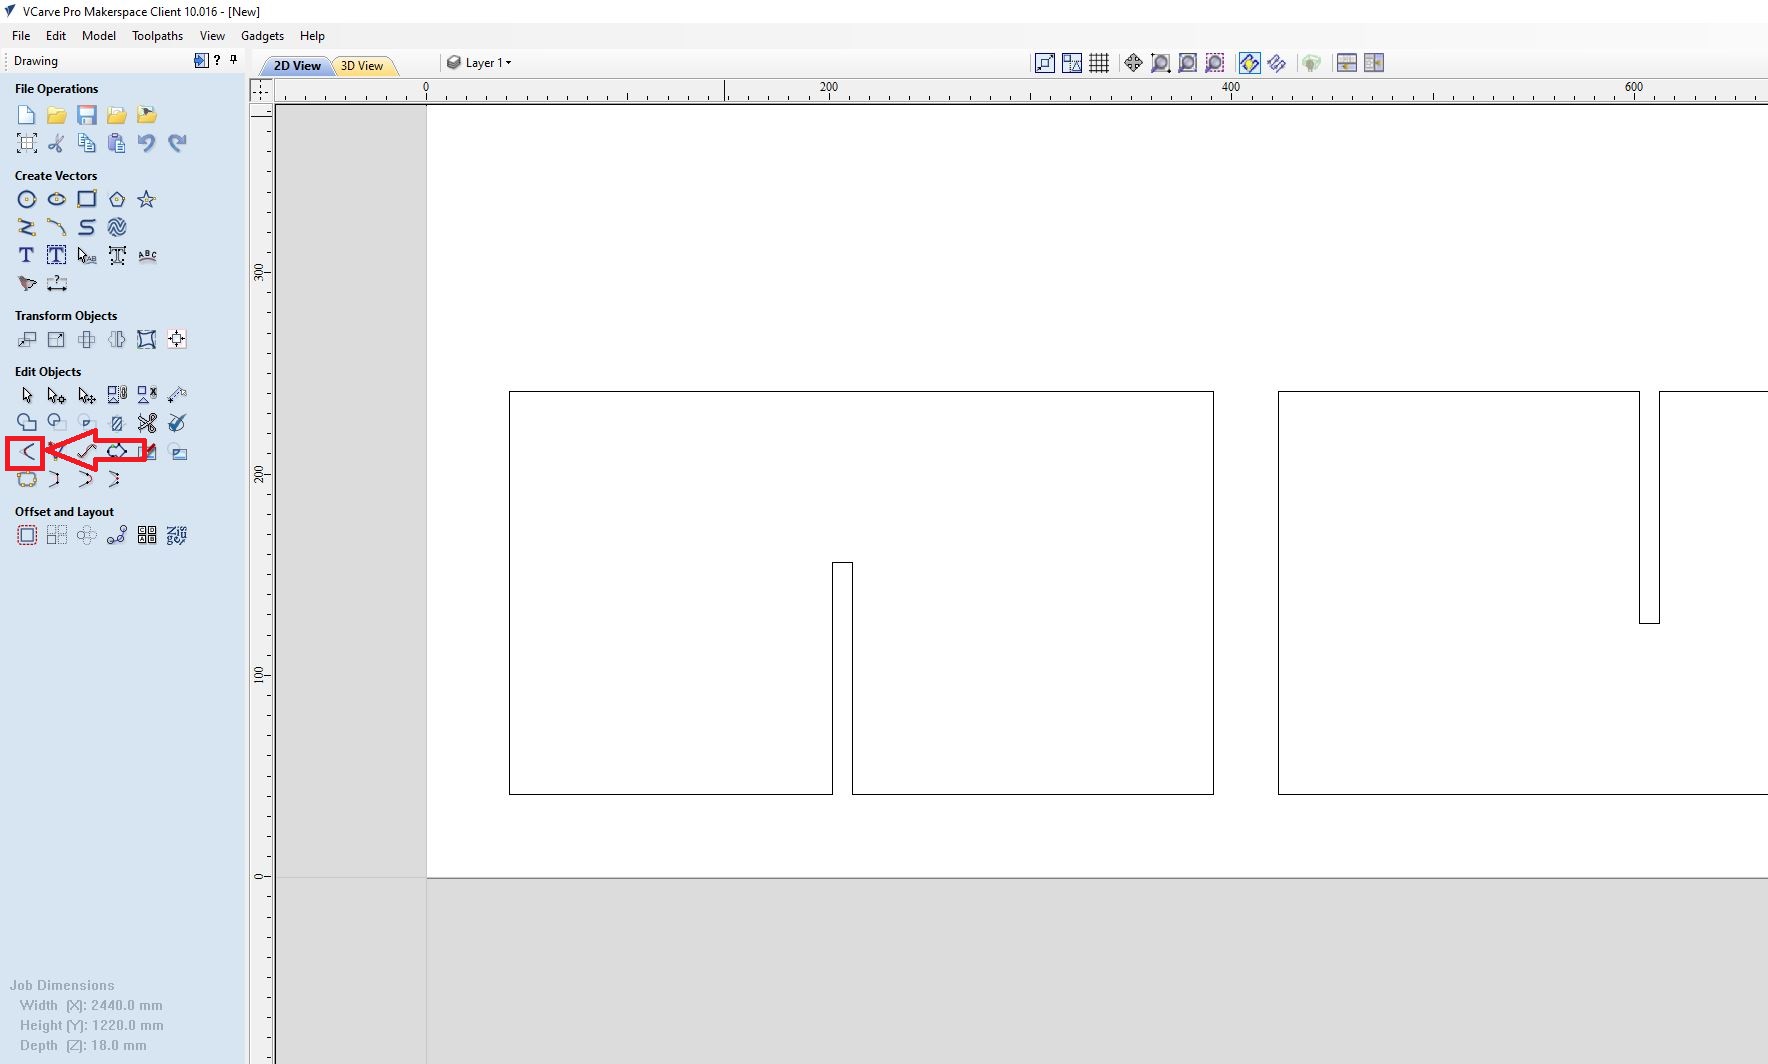 VCarve Pro Makerspace Client 10.016 - [New]
File Edit Model Toolpaths View Gadgets Help
Drawing ?
2D View 3D View Layer 1
File Operations
0 200 400 600
Create Vectors
T T AB T ABC
?
300
Transform Objects
Edit Objects
200
Offset and Layout
100
0
Job Dimensions
Width (X): 2440.0 mm
Height (Y): 1220.0 mm
Depth (Z): 18.0 mm